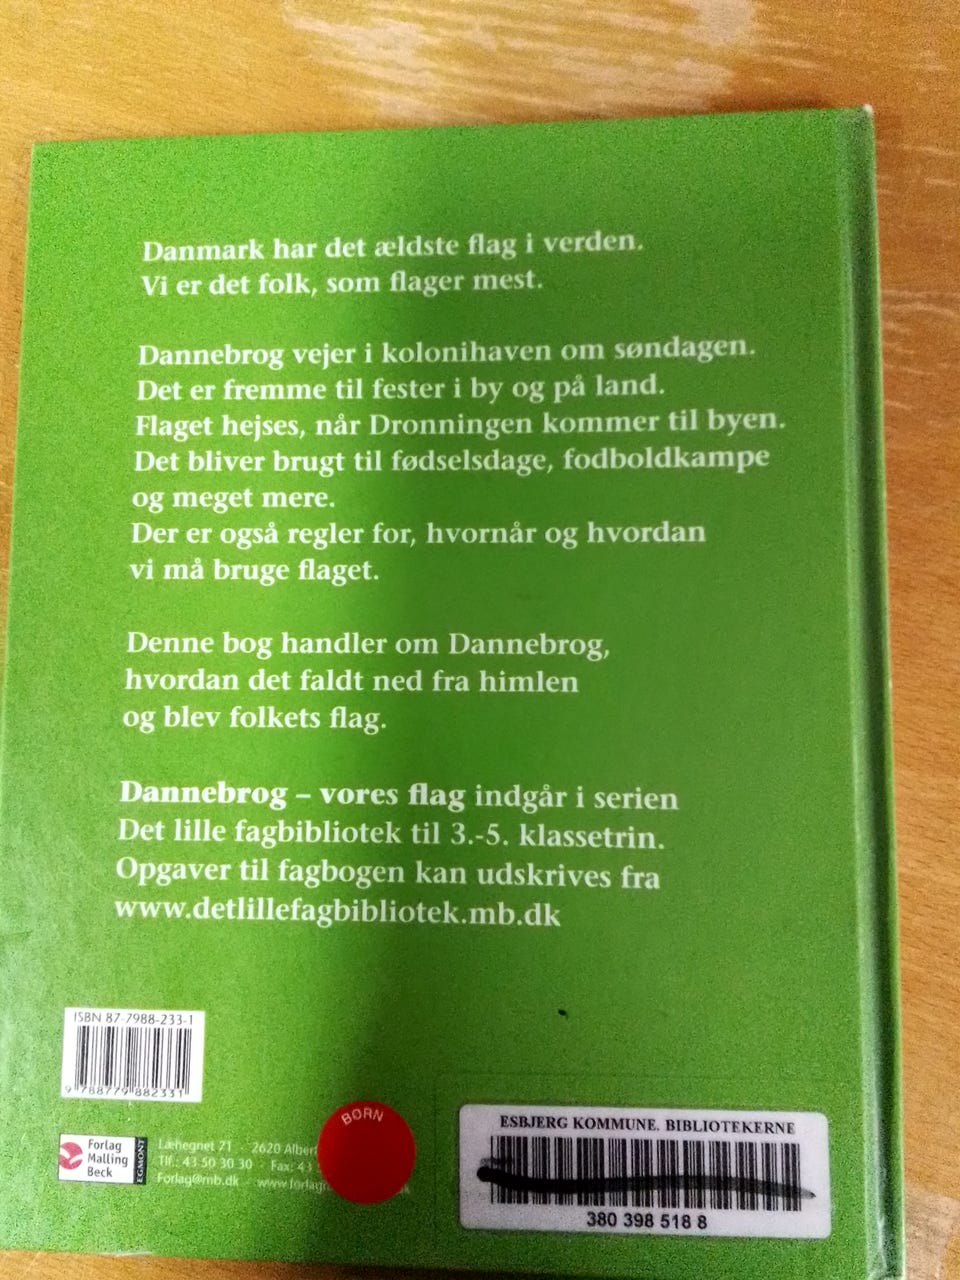 Danmark har det ældste flag i verden.
Vi er det folk, som flager mest.
Dannebrog vejer i kolonihaven om søndagen.
Det er fremme til fester i by og på land.
Flaget hejses, når Dronningen kommer til byen.
Det bliver brugt til fødselsdage, fodboldkampe
og meget mere.
Der er også regler for, hvornår og hvordan
vi må bruge flaget.
Denne bog handler om Dannebrog,
hvordan det faldt ned fra himlen
og blev folkets flag.
Dannebrog – vores flag indgår i serien
Det lille fagbibliotek til 3.-5. klassetrin.
Opgaver til fagbogen kan udskrives fra
www.detlillefagbibliotek.mb.dk
ISBN 87-7988-233-1
9 788779 882331
Forlag
Malling
Beck
EGMONT
Læhegnet 71 · 2620 Albert
Tlf.: 43 50 30 30 · Fax: 43
Forlag@mb.dk · www.forlag
BØRN
ESBJERG KOMMUNE. BIBLIOTEKERNE
380 398 518 8